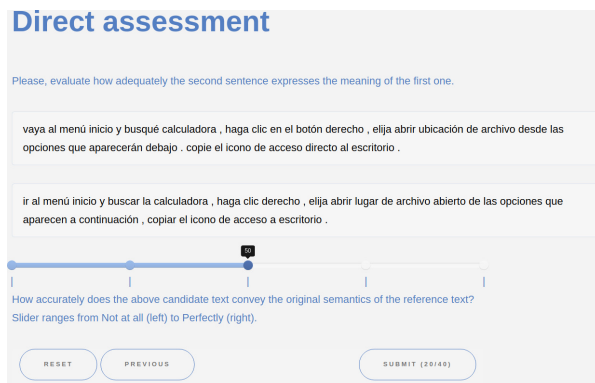 Direct assessment
Please, evaluate how adequately the second sentence expresses the meaning of the first one.
vaya al menú inicio y busqué calculadora , haga clic en el botón derecho , elija abrir ubicación de archivo desde las
opciones que aparecerán debajo . copie el icono de acceso directo al escritorio .
ir al menú inicio y buscar la calculadora , haga clic derecho , elija abrir lugar de archivo abierto de las opciones que
aparecen a continuación , copiar el icono de acceso a escritorio .
50
How accurately does the above candidate text convey the original semantics of the reference text?
Slider ranges from Not at all (left) to Perfectly (right).
RESET PREVIOUS SUBMIT (20/40)